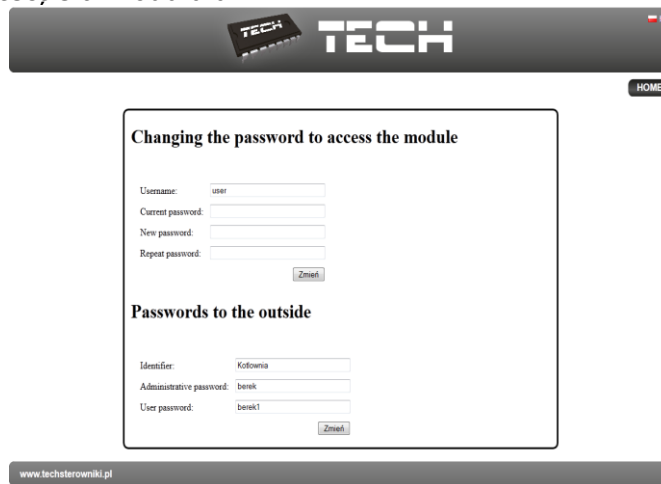 TECH TECH
HOME
Changing the password to access the module
Username: user
Current password:
New password:
Repeat password:
Zmień
Passwords to the outside
Identifier: Kotłownia
Administrative password: berek
User password: berek1
Zmień
www.techsterowniki.pl